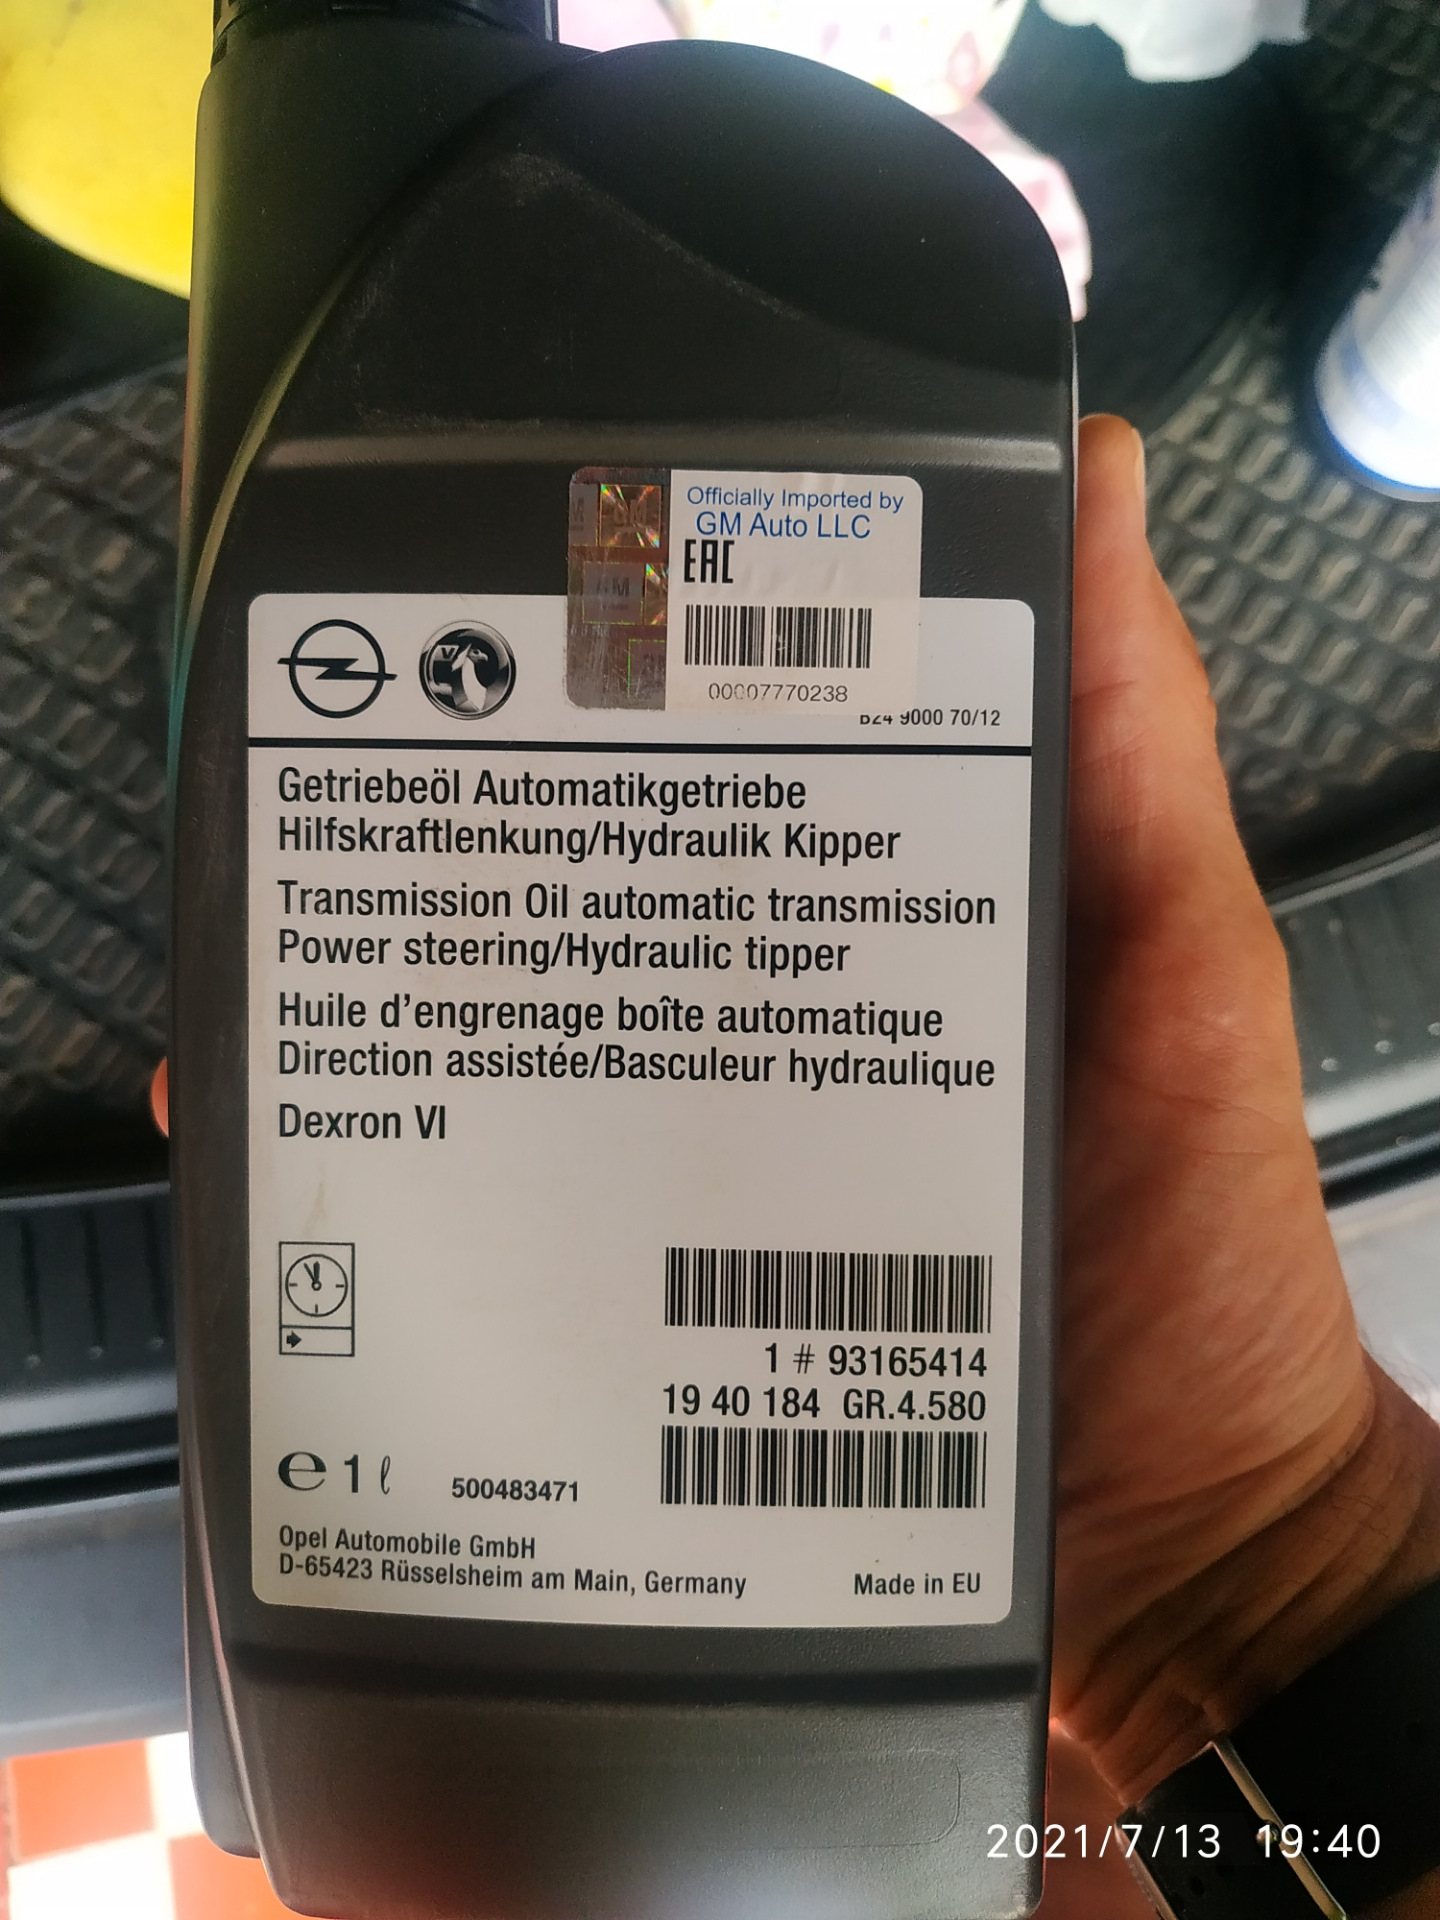 Officially Imported by
GM Auto LLC
EAC
00007770238
9000 70/12
Getriebeöl Automatikgetriebe
Hilfskraftlenkung/Hydraulik Kipper
Transmission Oil automatic transmission
Power steering/Hydraulic tipper
Huile d'engrenage boîte automatique
Direction assistée/Basculeur hydraulique
Dexron VI
1 # 93165414
19 40 184 GR.4.580
e 1 ℓ 500483471
Opel Automobile GmbH
D-65423 Rüsselsheim am Main, Germany
Made in EU
2021/7/13 19:40